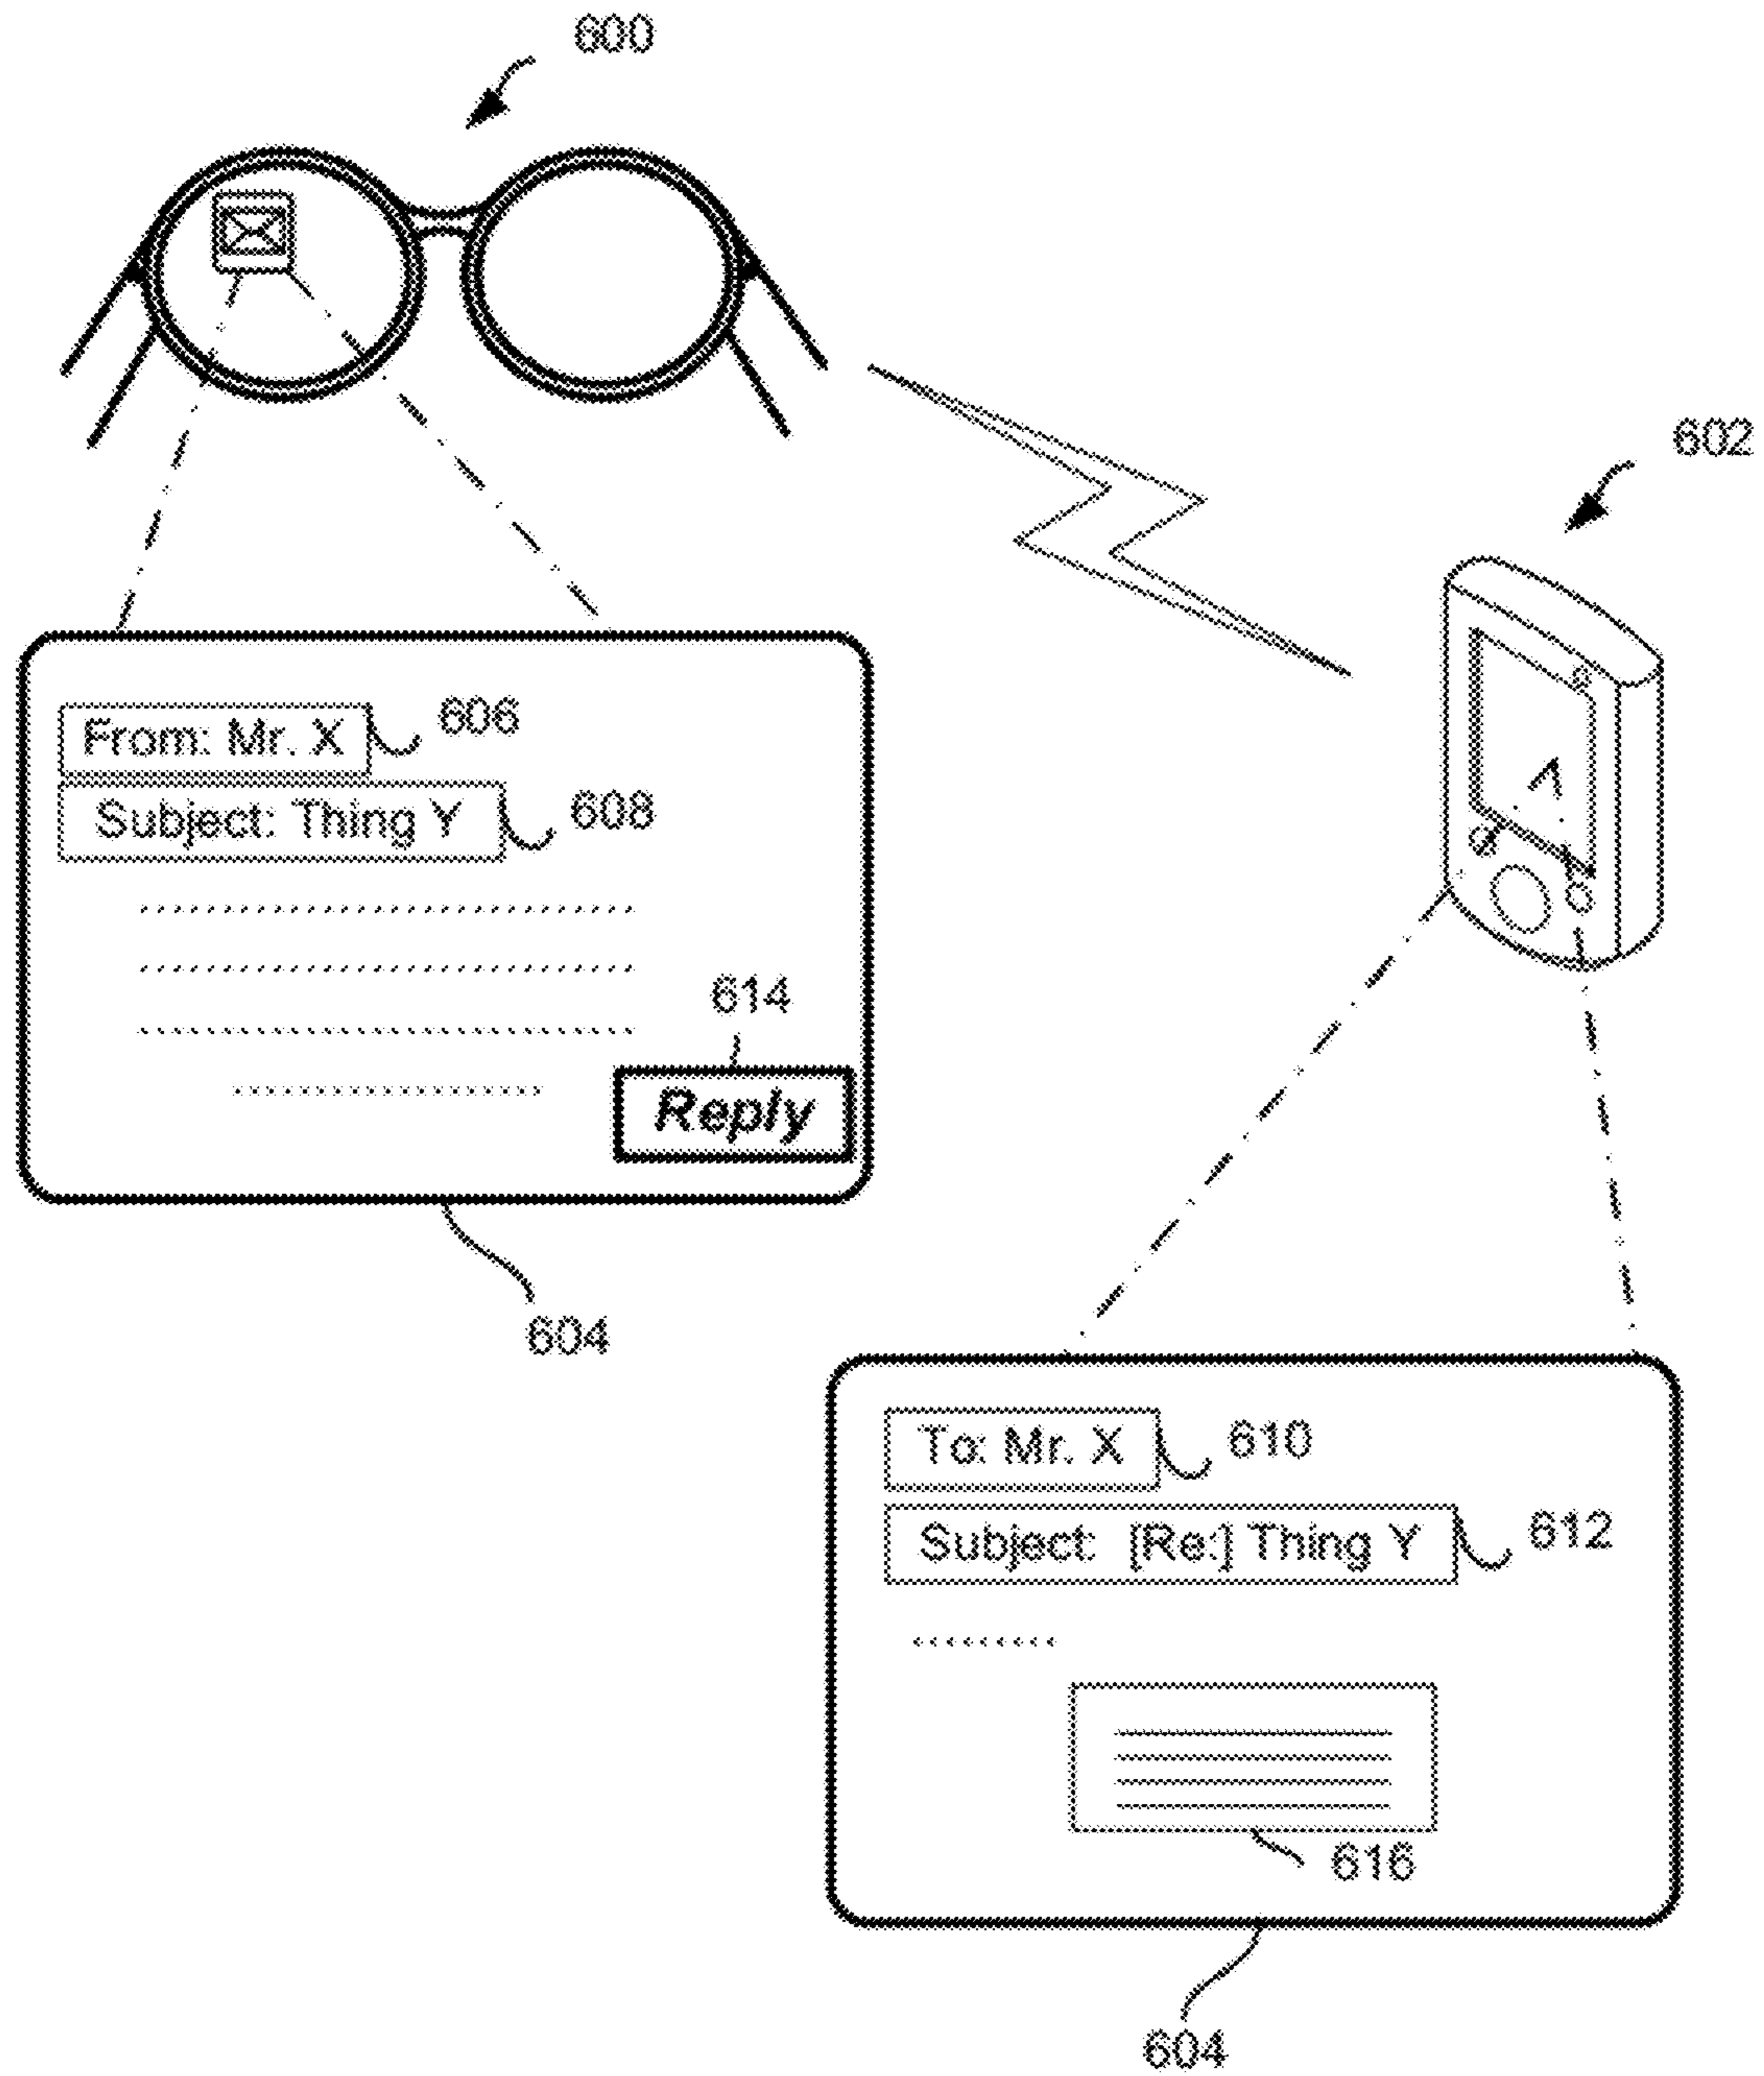 600
602
From: Mr. X
606
Subject: Thing Y
608
614
Reply
604
To: Mr. X
610
Subject: [Re:] Thing Y
612
616
604